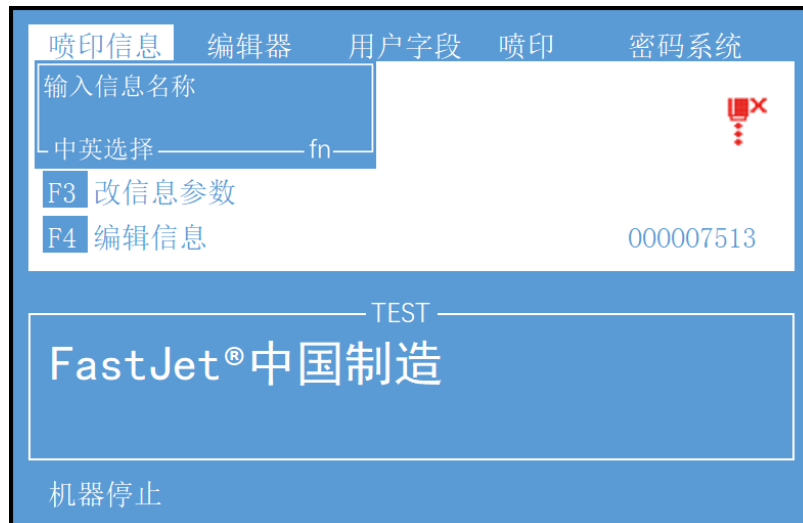 喷印信息 编辑器 用户字段 喷印 密码系统
输入信息名称
中英选择 fn
F3 改信息参数
F4 编辑信息 000007513
TEST
FastJet®中国制造
机器停止